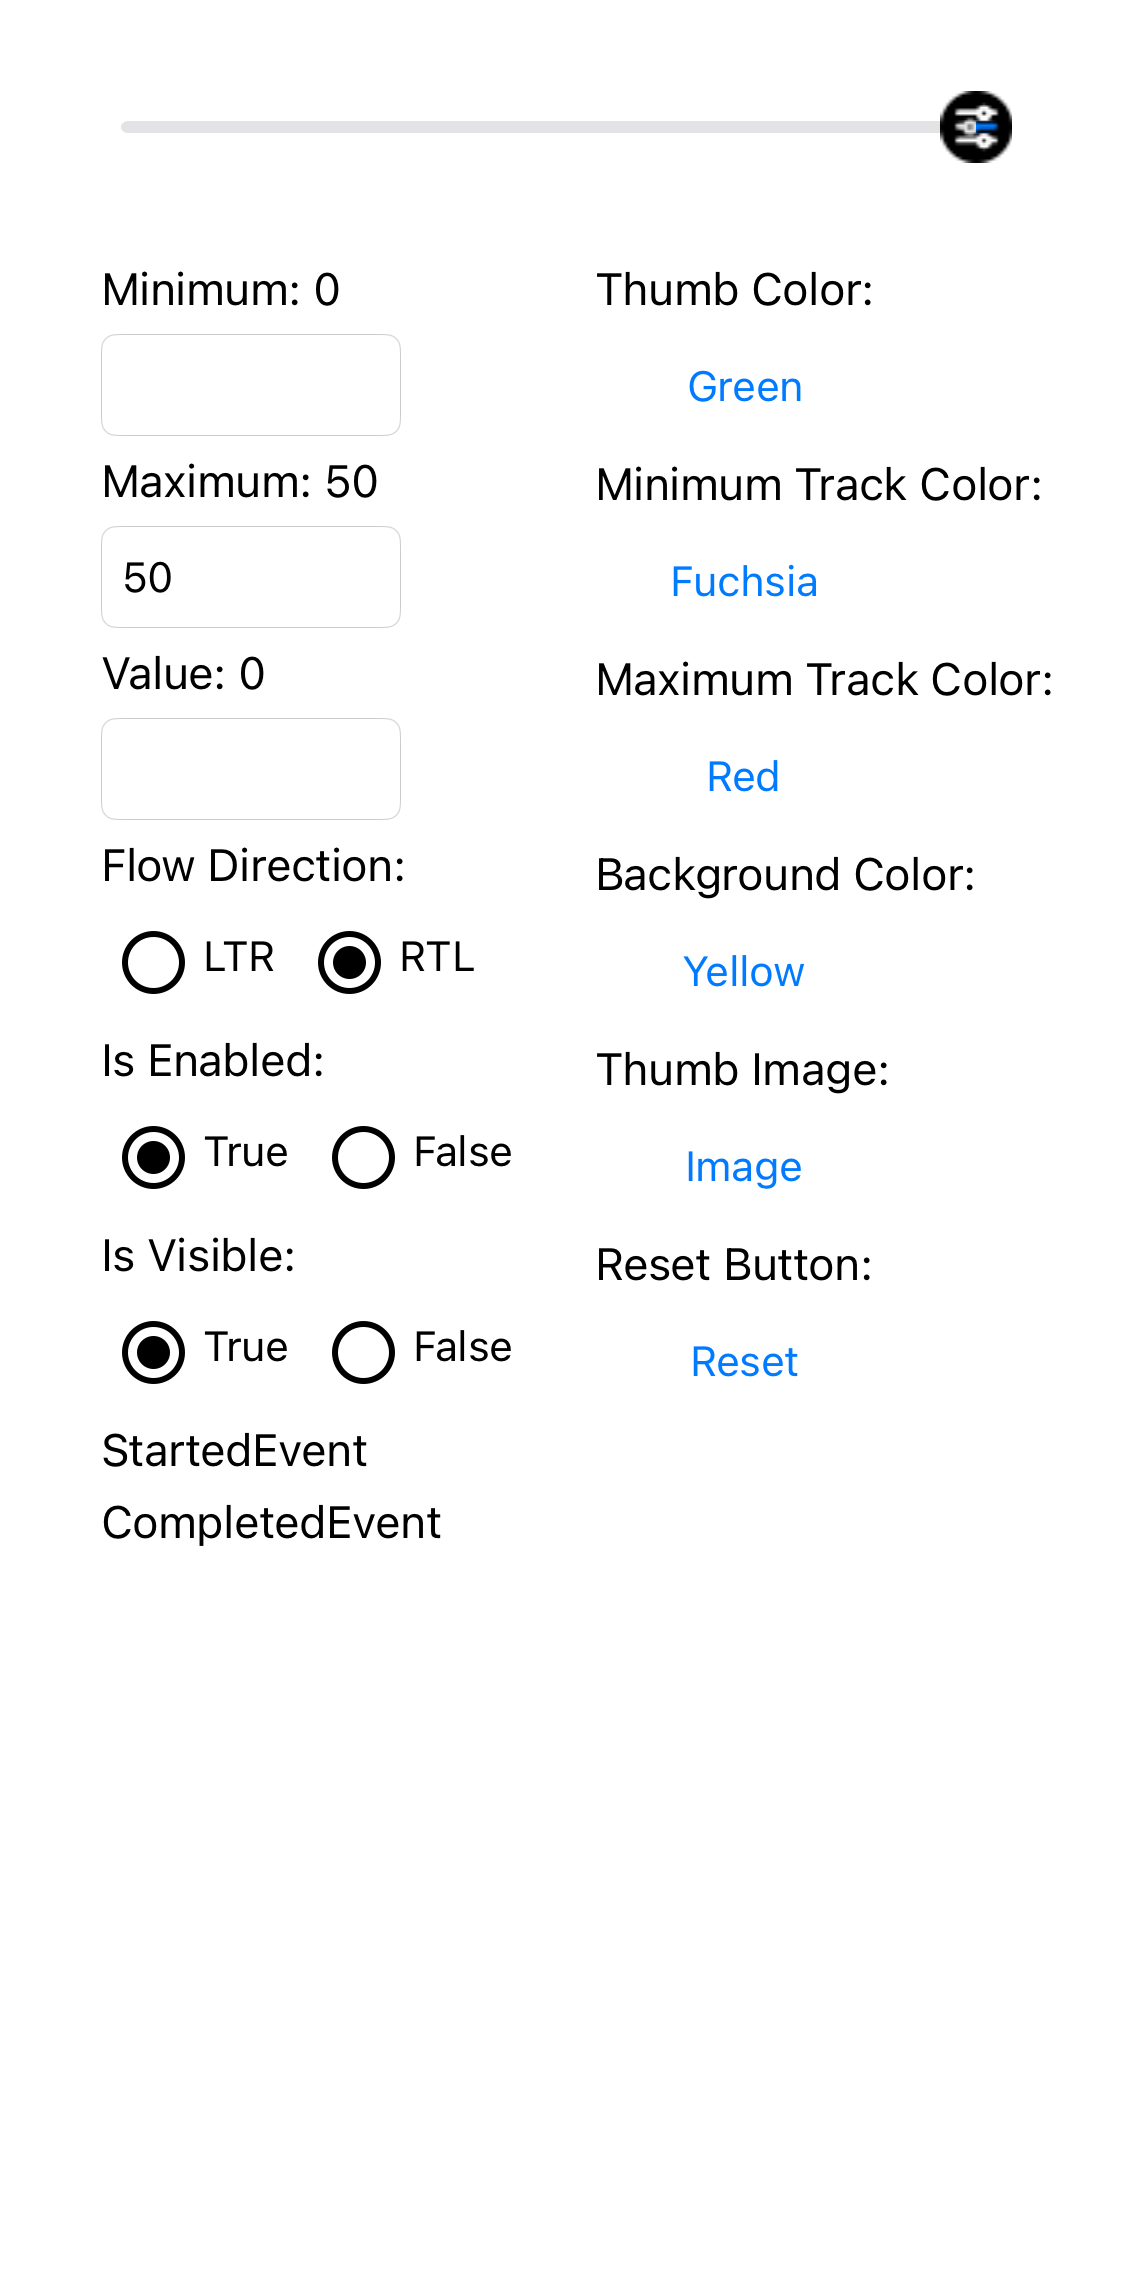 Minimum: 0
Maximum: 50
50
Value: 0
Flow Direction:
LTR RTL
Is Enabled:
True False
Is Visible:
True False
StartedEvent
CompletedEvent
Thumb Color:
Green
Minimum Track Color:
Fuchsia
Maximum Track Color:
Red
Background Color:
Yellow
Thumb Image:
Image
Reset Button:
Reset